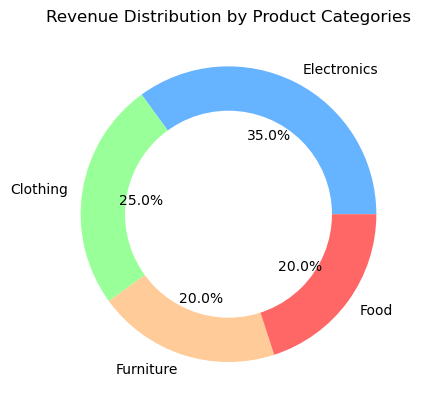 Revenue Distribution by Product Categories
Electronics
35.0%
Clothing
25.0%
20.0%
20.0%
Food
Furniture